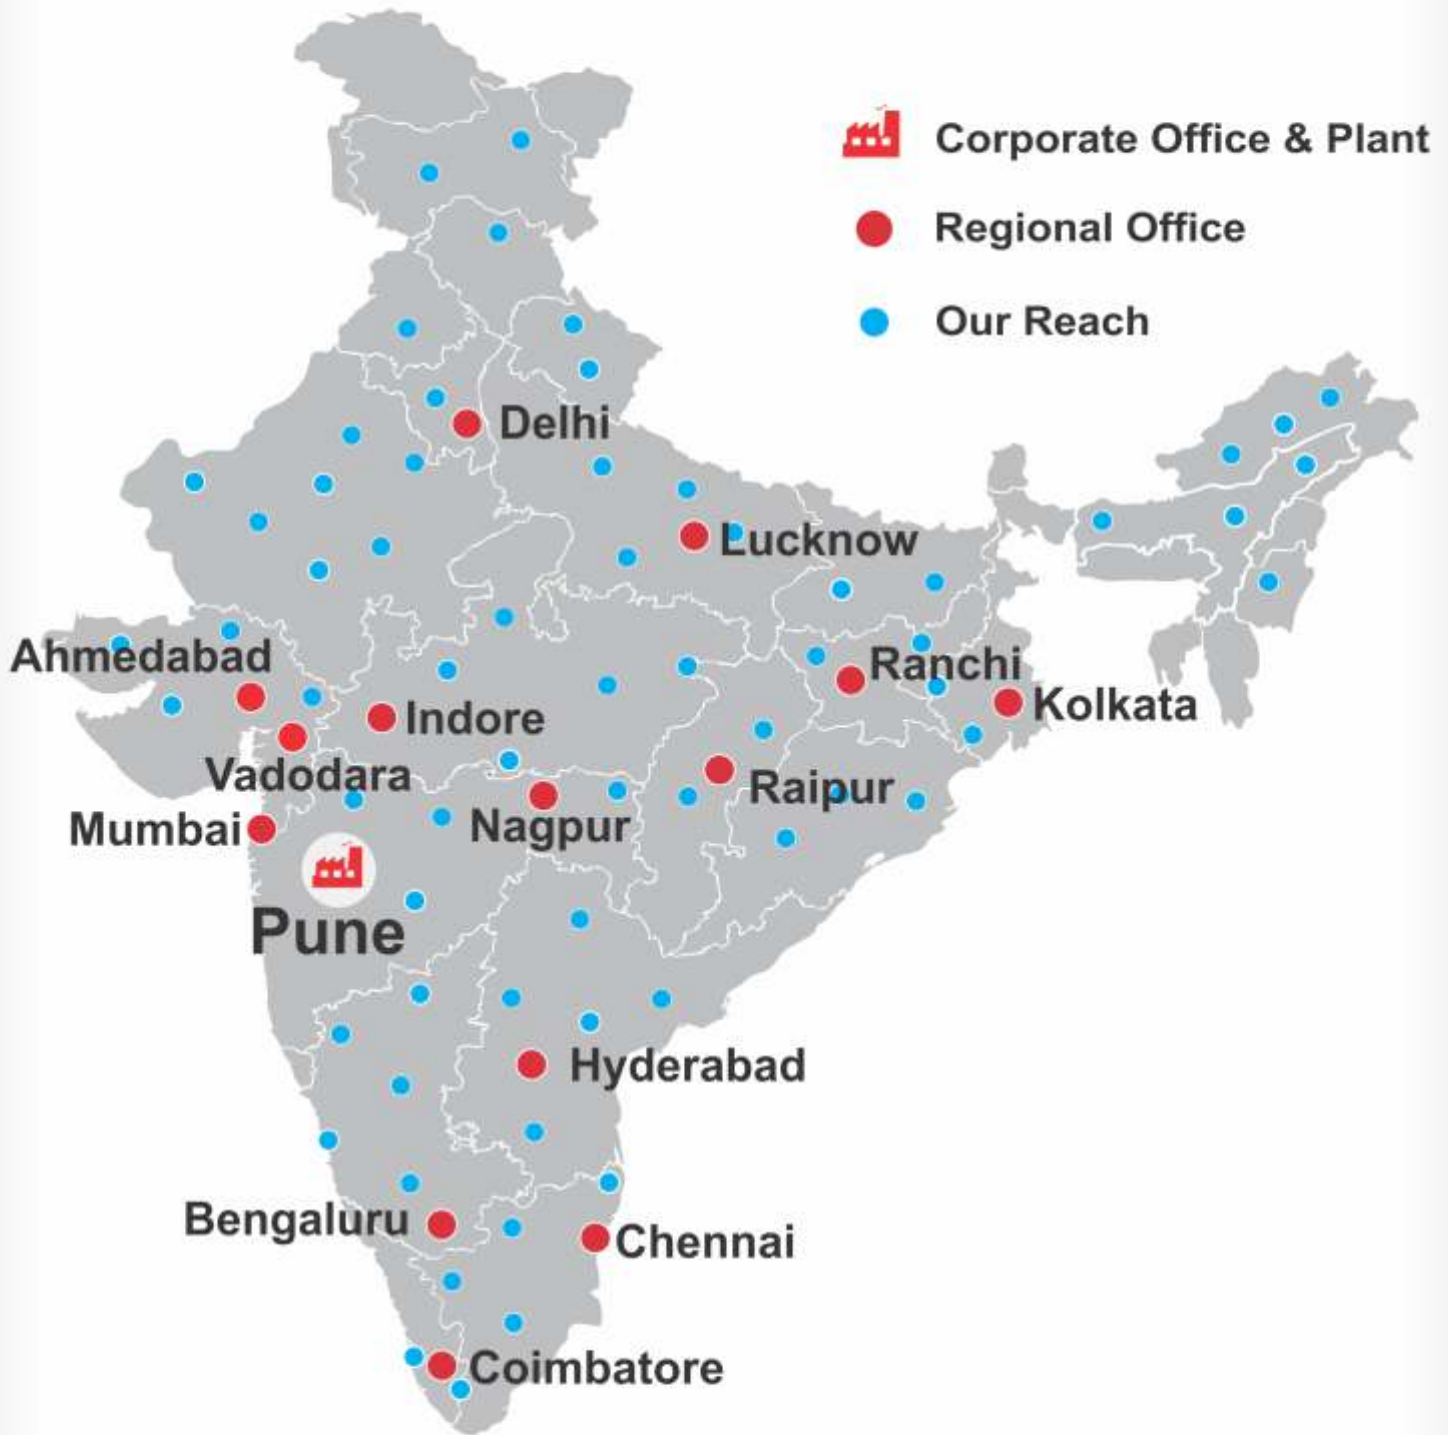 Corporate Office & Plant
Regional Office
Our Reach
Delhi
Lucknow
Ahmedabad
Ranchi
Indore
Kolkata
Vadodara
Raipur
Mumbai
Nagpur
Pune
Hyderabad
Bengaluru
Chennai
Coimbatore